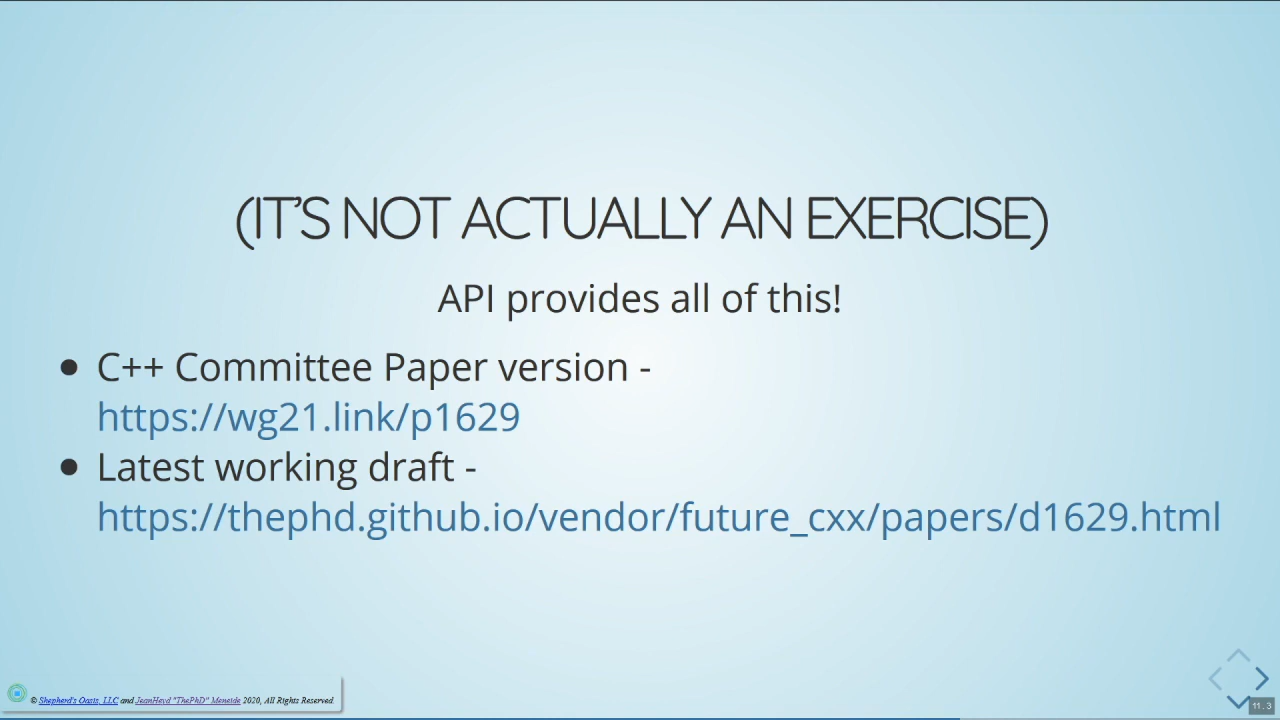 (IT'S NOT ACTUALLY AN EXERCISE)
API provides all of this!
● C++ Committee Paper version -
https://wg21.link/p1629
● Latest working draft -
https://thephd.github.io/vendor/future_cxx/papers/d1629.html
© Shepherd's Oasis, LLC and JeanHeyd "ThePhD" Meneide 2020, All Rights Reserved.
11.3